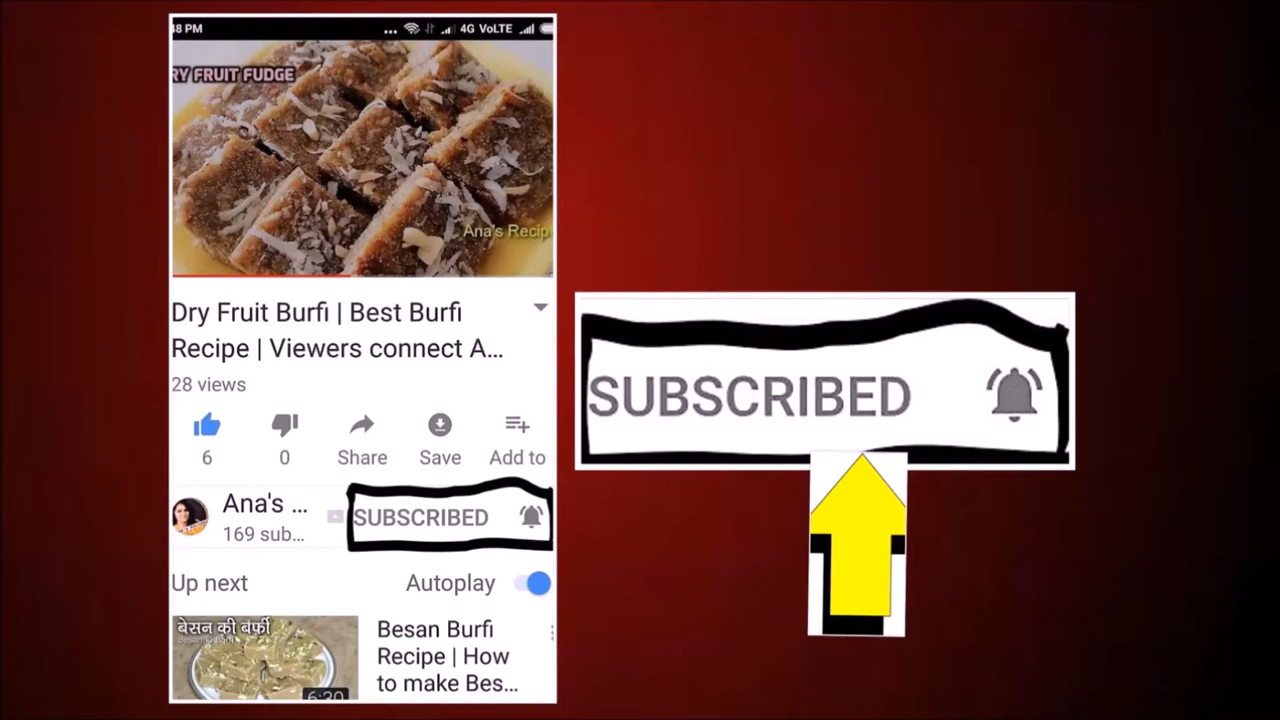 48 PM
4G VoLTE
RY FRUIT FUDGE
Ana's Recip
Dry Fruit Burfi | Best Burfi
Recipe | Viewers connect A...
28 views
6
0
Share
Save
Add to
Ana's ...
169 sub...
SUBSCRIBED
Up next
Autoplay
बेसन की बर्फी
Besan Burfi
Recipe | How
to make Bes...
6:30
SUBSCRIBED